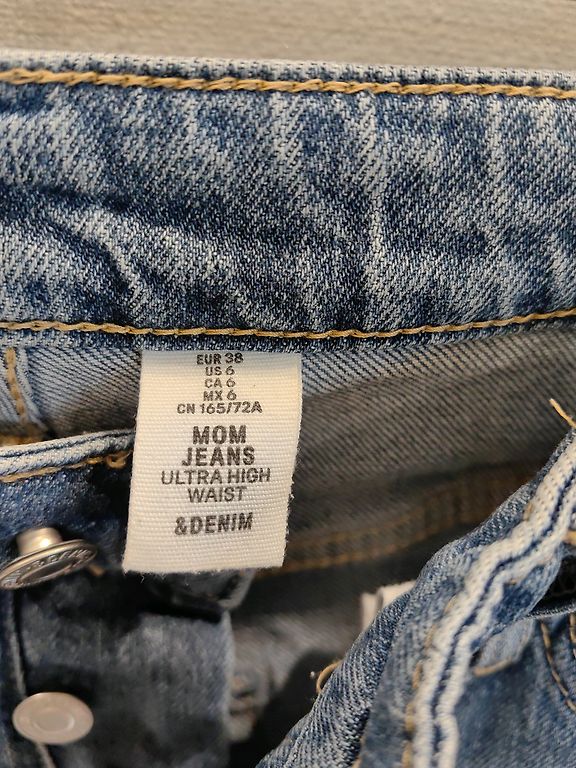 EUR 38
US 6
CA 6
MX 6
CN 165/72A
MOM
JEANS
ULTRA HIGH
WAIST
&DENIM